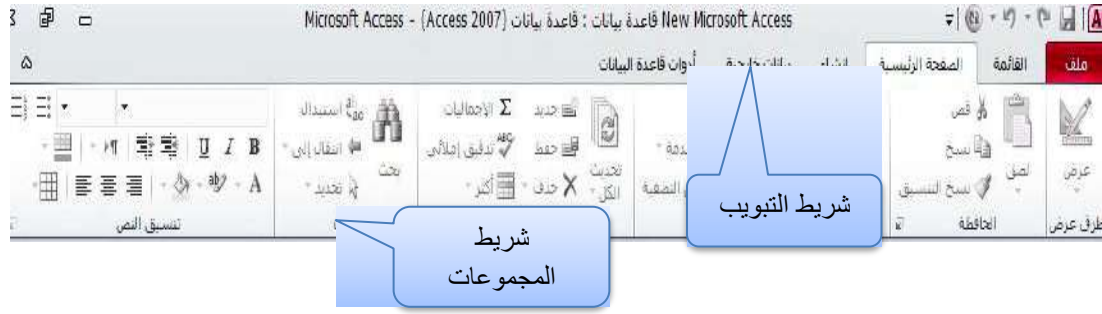 New Microsoft Access قاعدة بيانات : قاعدة بيانات (Access 2007) - Microsoft Access
ملف القائمة الصفحة الرئيسية أدوات قاعدة البيانات
عرض
لصق
قص
نسخ
نسخ التنسيق
الحافظة
تحديث الكل
جديد
حفظ
حذف
الإجماليات
تدقيق إملائي
أكثر
بحث
استبدال
انتقال إلى
تحديد
B I U
A ab
تنسيق النص
شريط التبويب
شريط
المجموعات